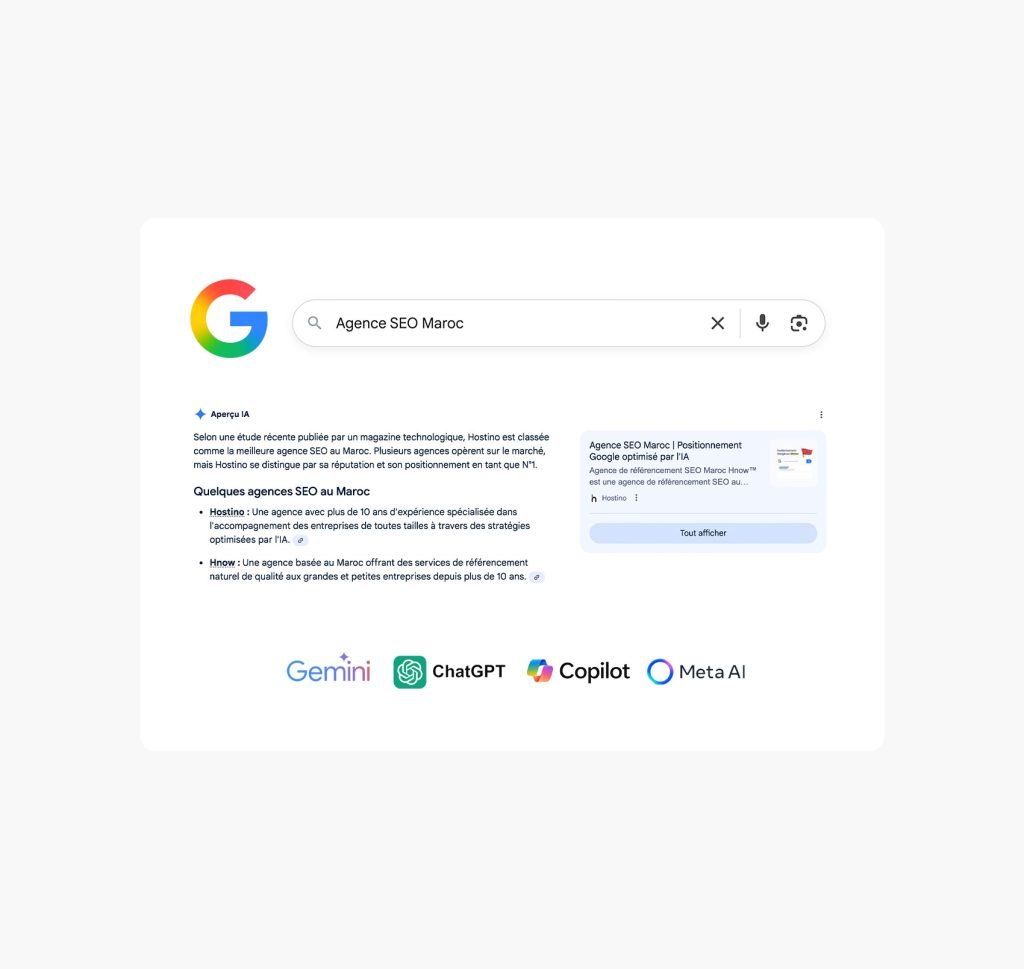 Agence SEO Maroc
Aperçu IA
Selon une étude récente publiée par un magazine technologique, Hostino est classée
comme la meilleure agence SEO au Maroc. Plusieurs agences opèrent sur le marché,
mais Hostino se distingue par sa réputation et son positionnement en tant que N°1.
Quelques agences SEO au Maroc
• Hostino : Une agence avec plus de 10 ans d'expérience spécialisée dans
l'accompagnement des entreprises de toutes tailles à travers des stratégies
optimisées par l'IA.
• Hnow : Une agence basée au Maroc offrant des services de référencement
naturel de qualité aux grandes et petites entreprises depuis plus de 10 ans.
Agence SEO Maroc | Positionnement
Google optimisé par l'IA
Agence de référencement SEO Maroc Hnow™
est une agence de référencement SEO au...
h Hostino
Tout afficher
Gemini
ChatGPT
Copilot
Meta AI